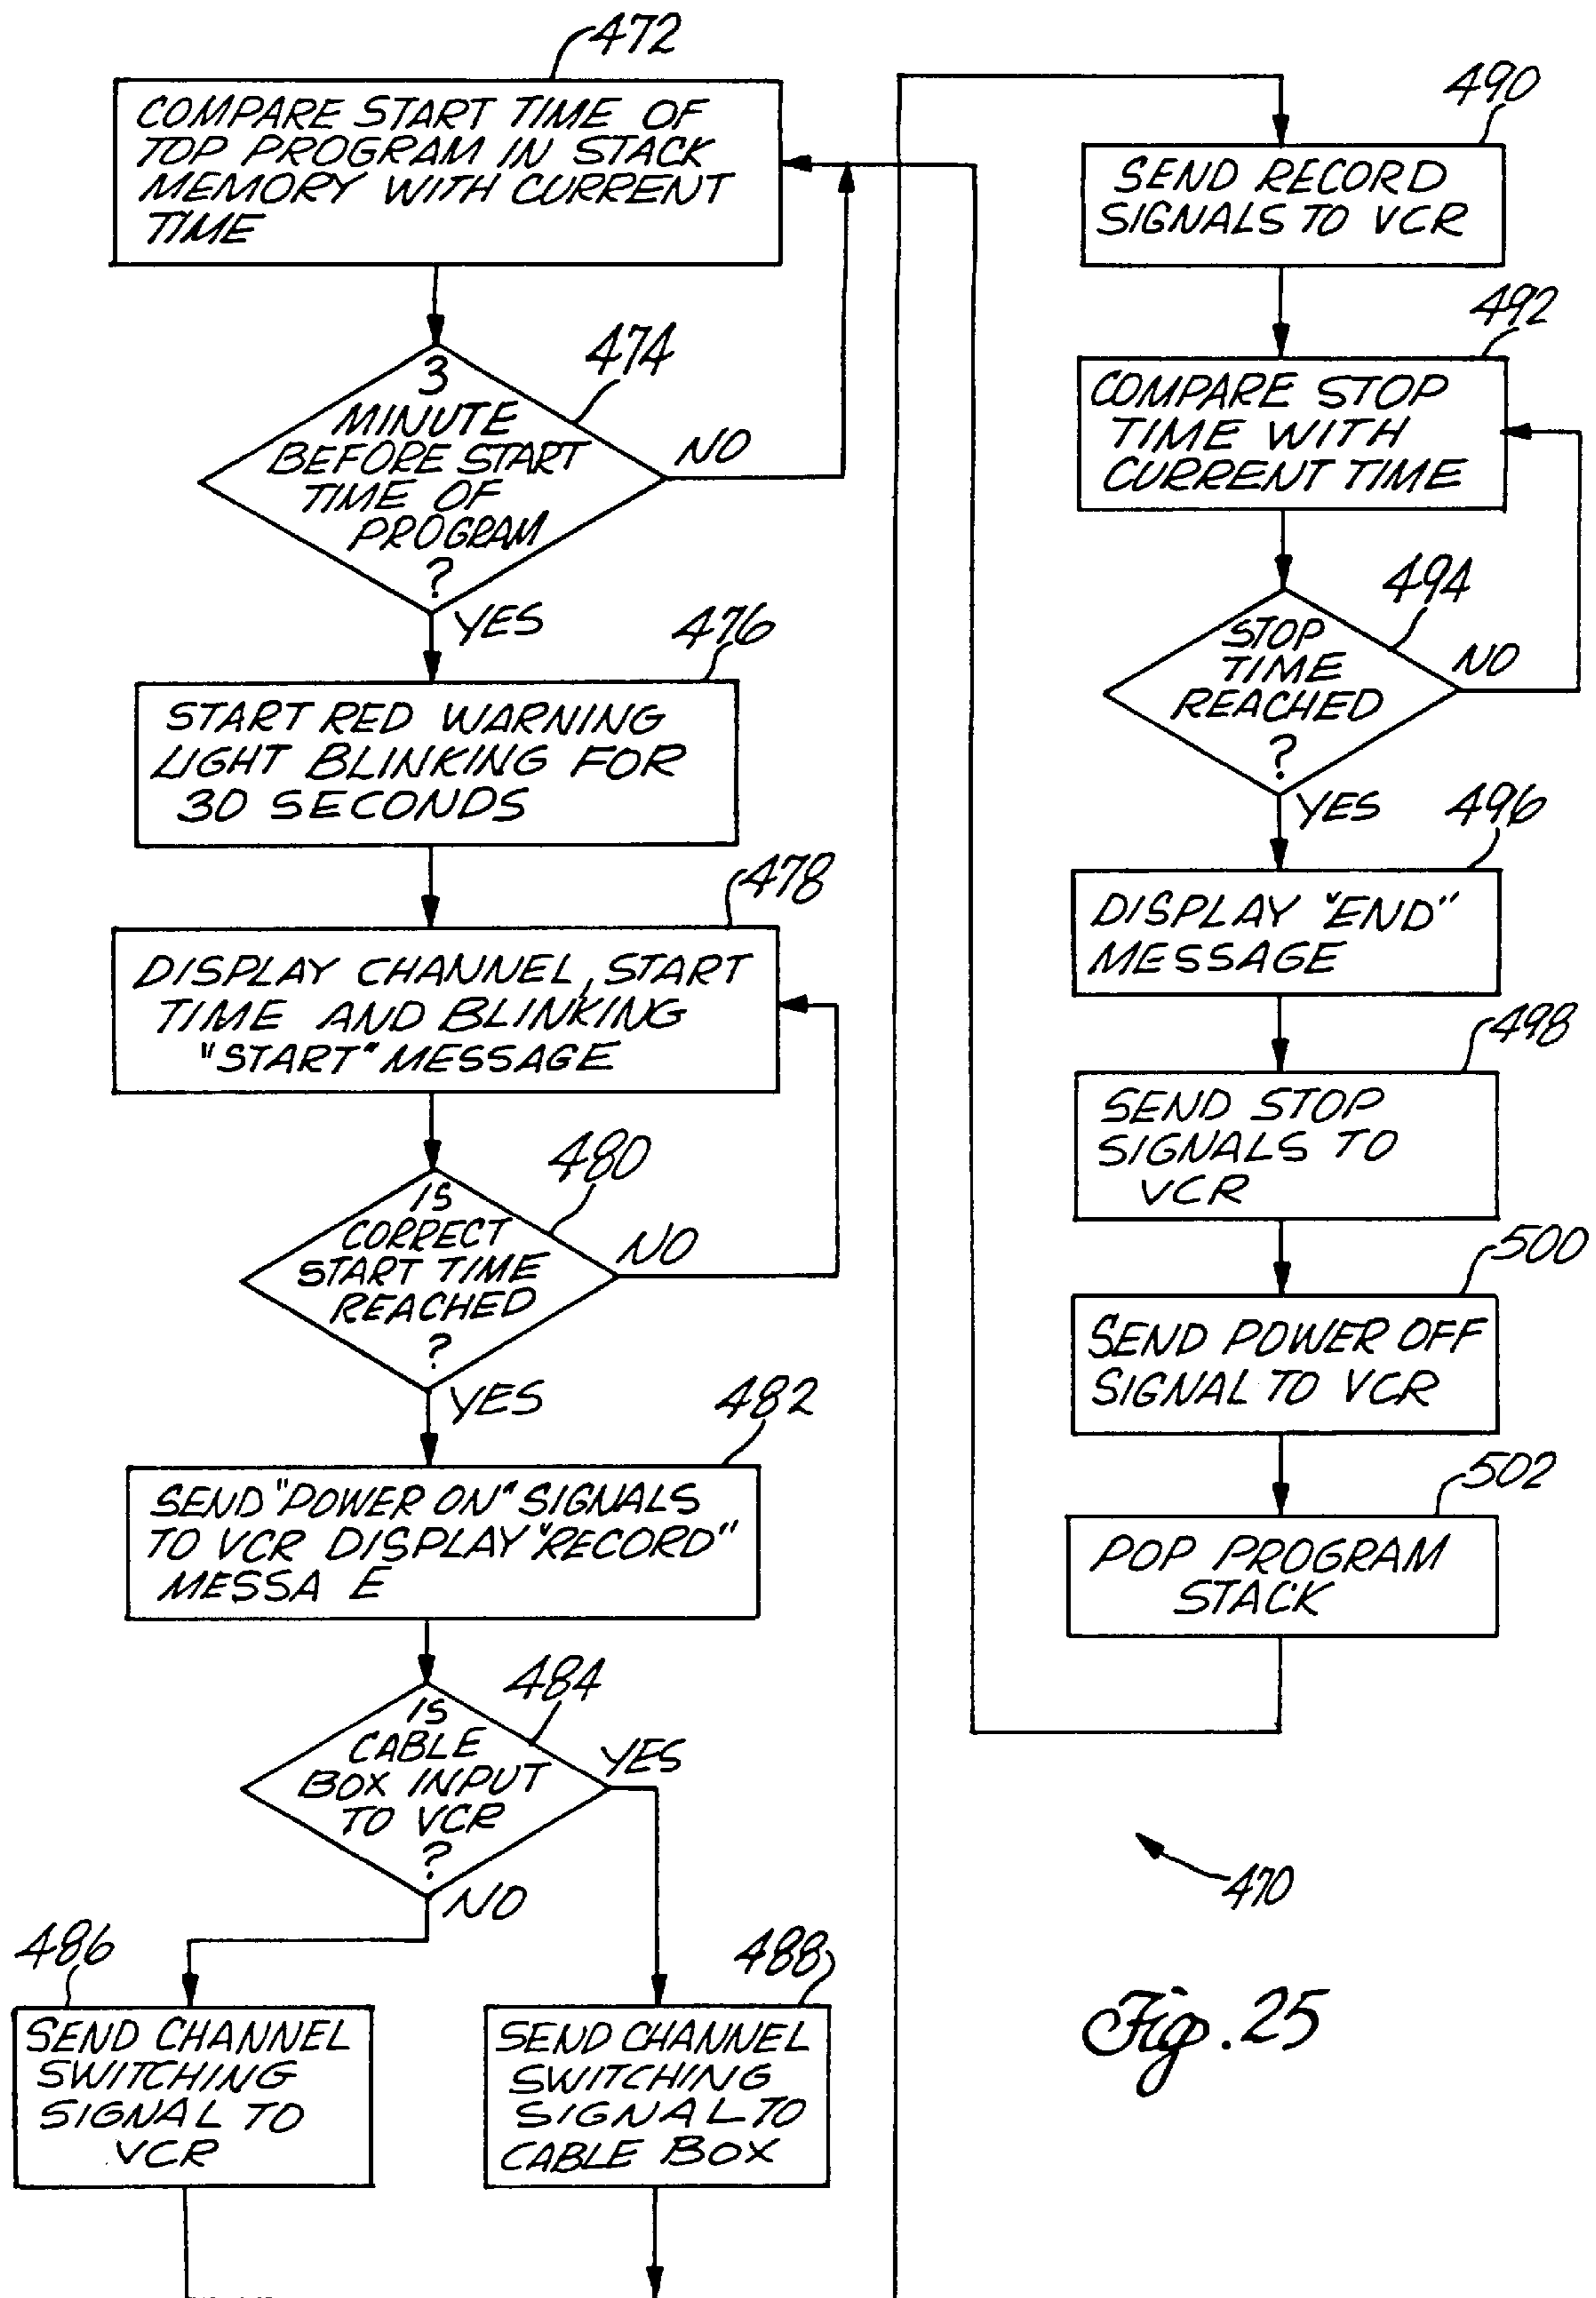 472
COMPARE START TIME OF
TOP PROGRAM IN STACK
MEMORY WITH CURRENT
TIME
474
3
MINUTE
BEFORE START
TIME OF
PROGRAM
?
NO
YES
476
START RED WARNING
LIGHT BLINKING FOR
30 SECONDS
478
DISPLAY CHANNEL, START
TIME AND BLINKING
"START" MESSAGE
480
IS
CORRECT
START TIME
REACHED
?
NO
YES
482
SEND "POWER ON" SIGNALS
TO VCR DISPLAY "RECORD"
MESSA E
484
IS
CABLE
BOX INPUT
TO VCR
?
YES
NO
486
SEND CHANNEL
SWITCHING
SIGNAL TO
VCR
488
SEND CHANNEL
SWITCHING
SIGNAL TO
CABLE BOX
490
SEND RECORD
SIGNALS TO VCR
492
COMPARE STOP
TIME WITH
CURRENT TIME
494
STOP
TIME
REACHED
?
NO
YES
496
DISPLAY "END"
MESSAGE
498
SEND STOP
SIGNALS TO
VCR
500
SEND POWER OFF
SIGNAL TO VCR
502
POP PROGRAM
STACK
470
Fig. 25